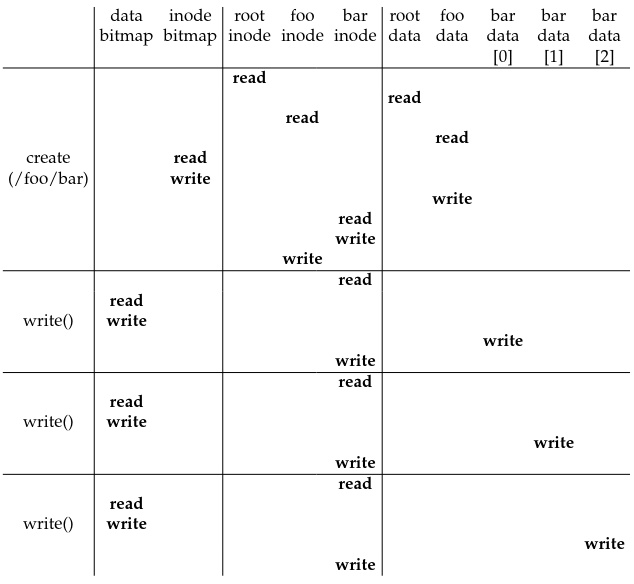 data inode root foo bar root foo bar bar bar
bitmap bitmap inode inode inode data data data data data
[0] [1] [2]
read
read
read
read
create read
(/foo/bar) write
write
read
write
write
read
read
write() write
write
write
read
read
write() write
write
write
read
read
write() write
write
write